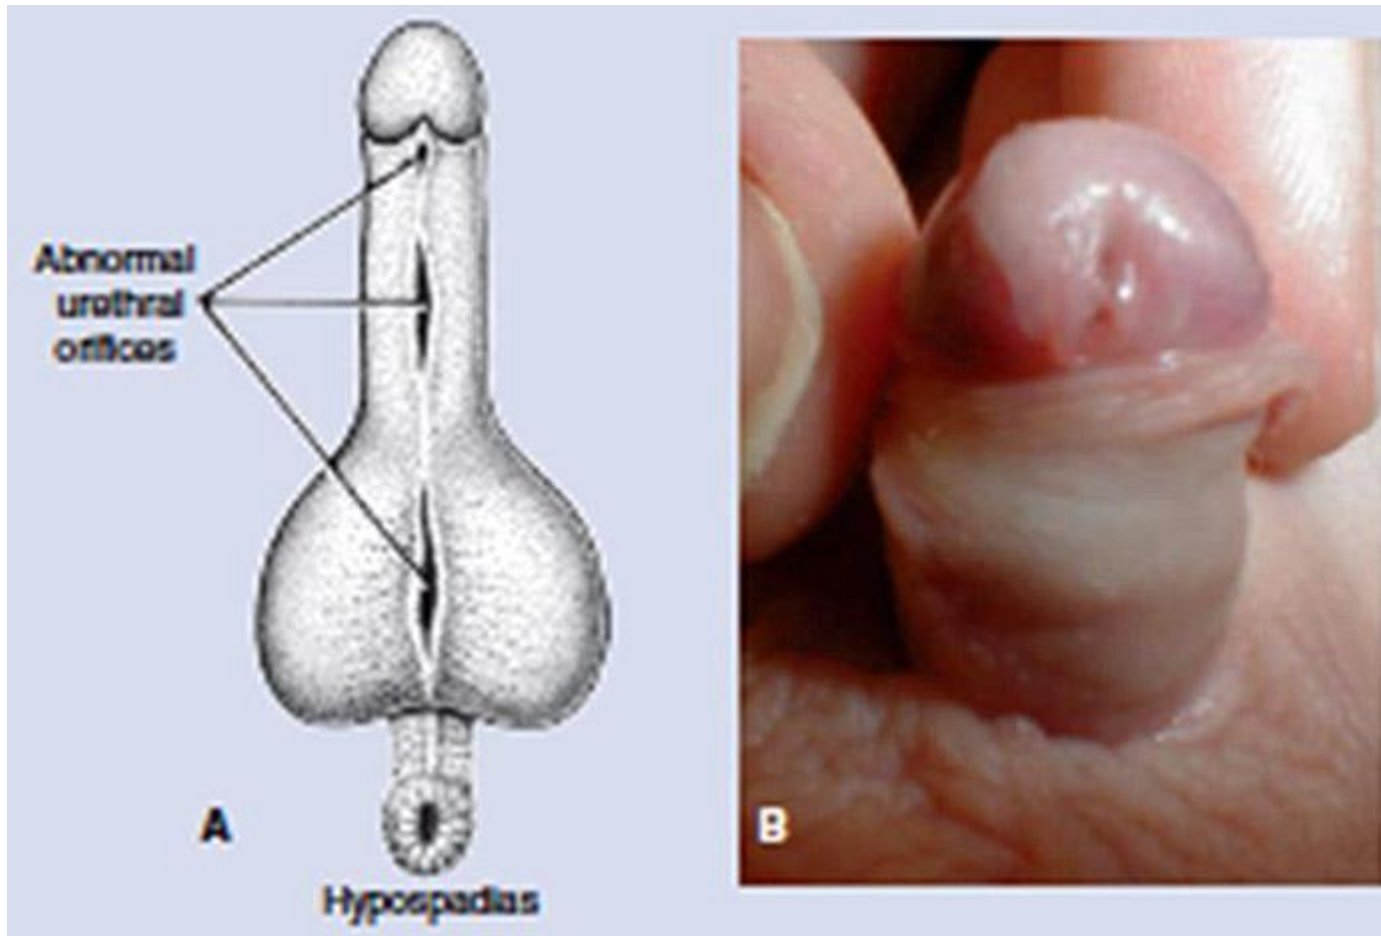 Abnormal
urethral
orifices
A
B
Hypospadias